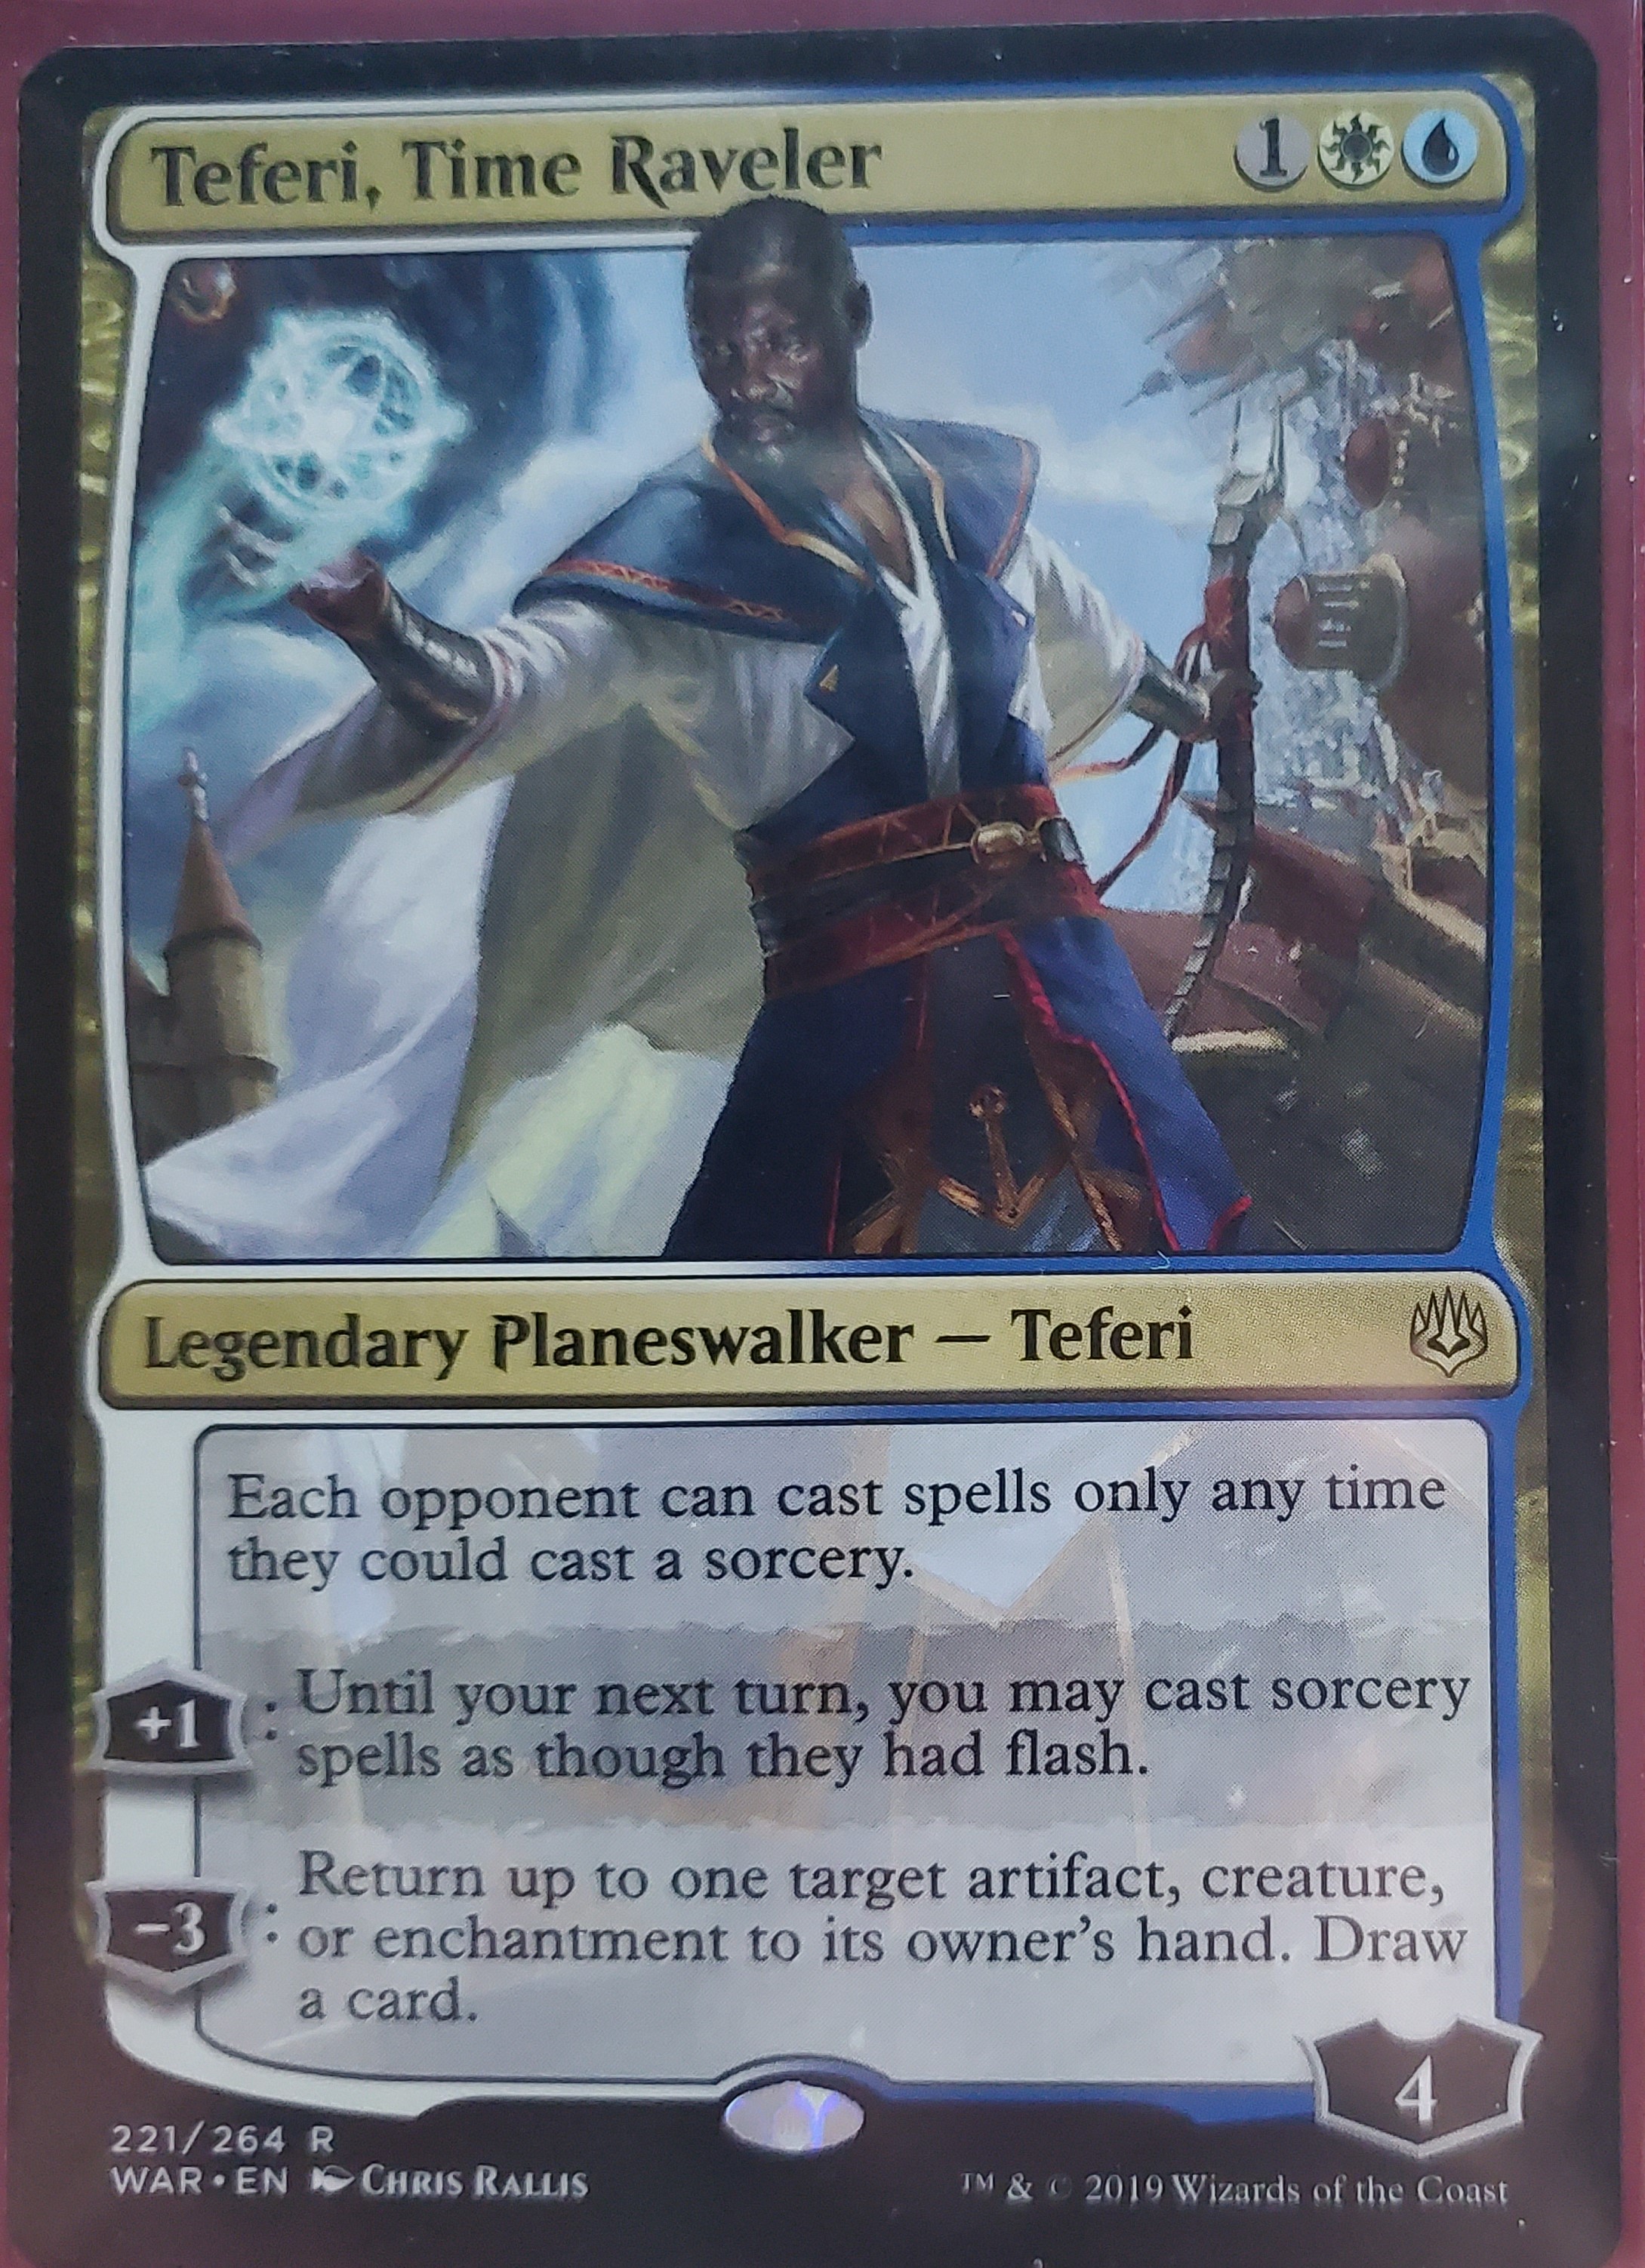 Teferi, Time Raveler 1
Legendary Planeswalker — Teferi
Each opponent can cast spells only any time
they could cast a sorcery.
+1: Until your next turn, you may cast sorcery
spells as though they had flash.
−3: Return up to one target artifact, creature,
or enchantment to its owner's hand. Draw
a card.
4
221/264 R
WAR • EN Chris Rallis
™ & © 2019 Wizards of the Coast